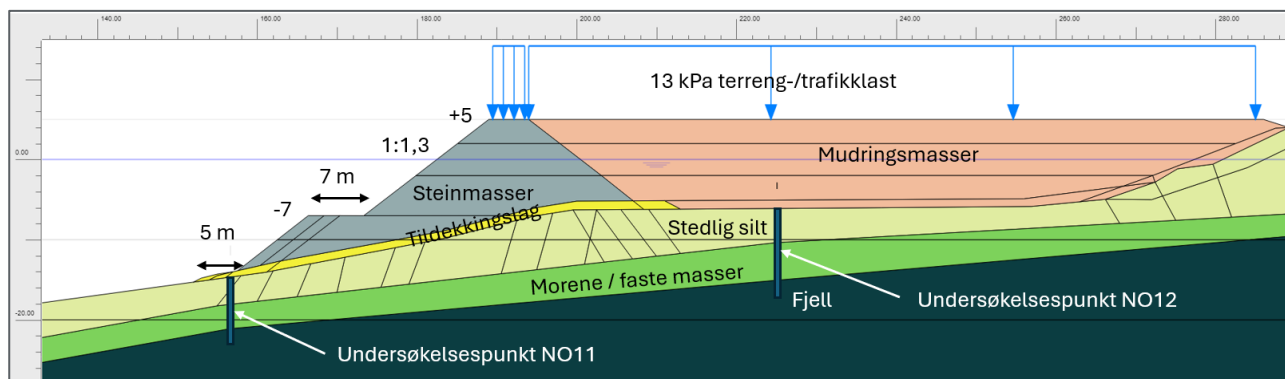 140.00 160.00 180.00 200.00 220.00 240.00 260.00 280.00
13 kPa terreng-/trafikklast
+5
1:1,3
0.00
Mudringsmasser
7 m
Steinmasser
-7
Tildekkingslag
5 m
Stedlig silt
Morene / faste masser
Fjell
Undersøkelsespunkt NO12
-20.00
Undersøkelsespunkt NO11